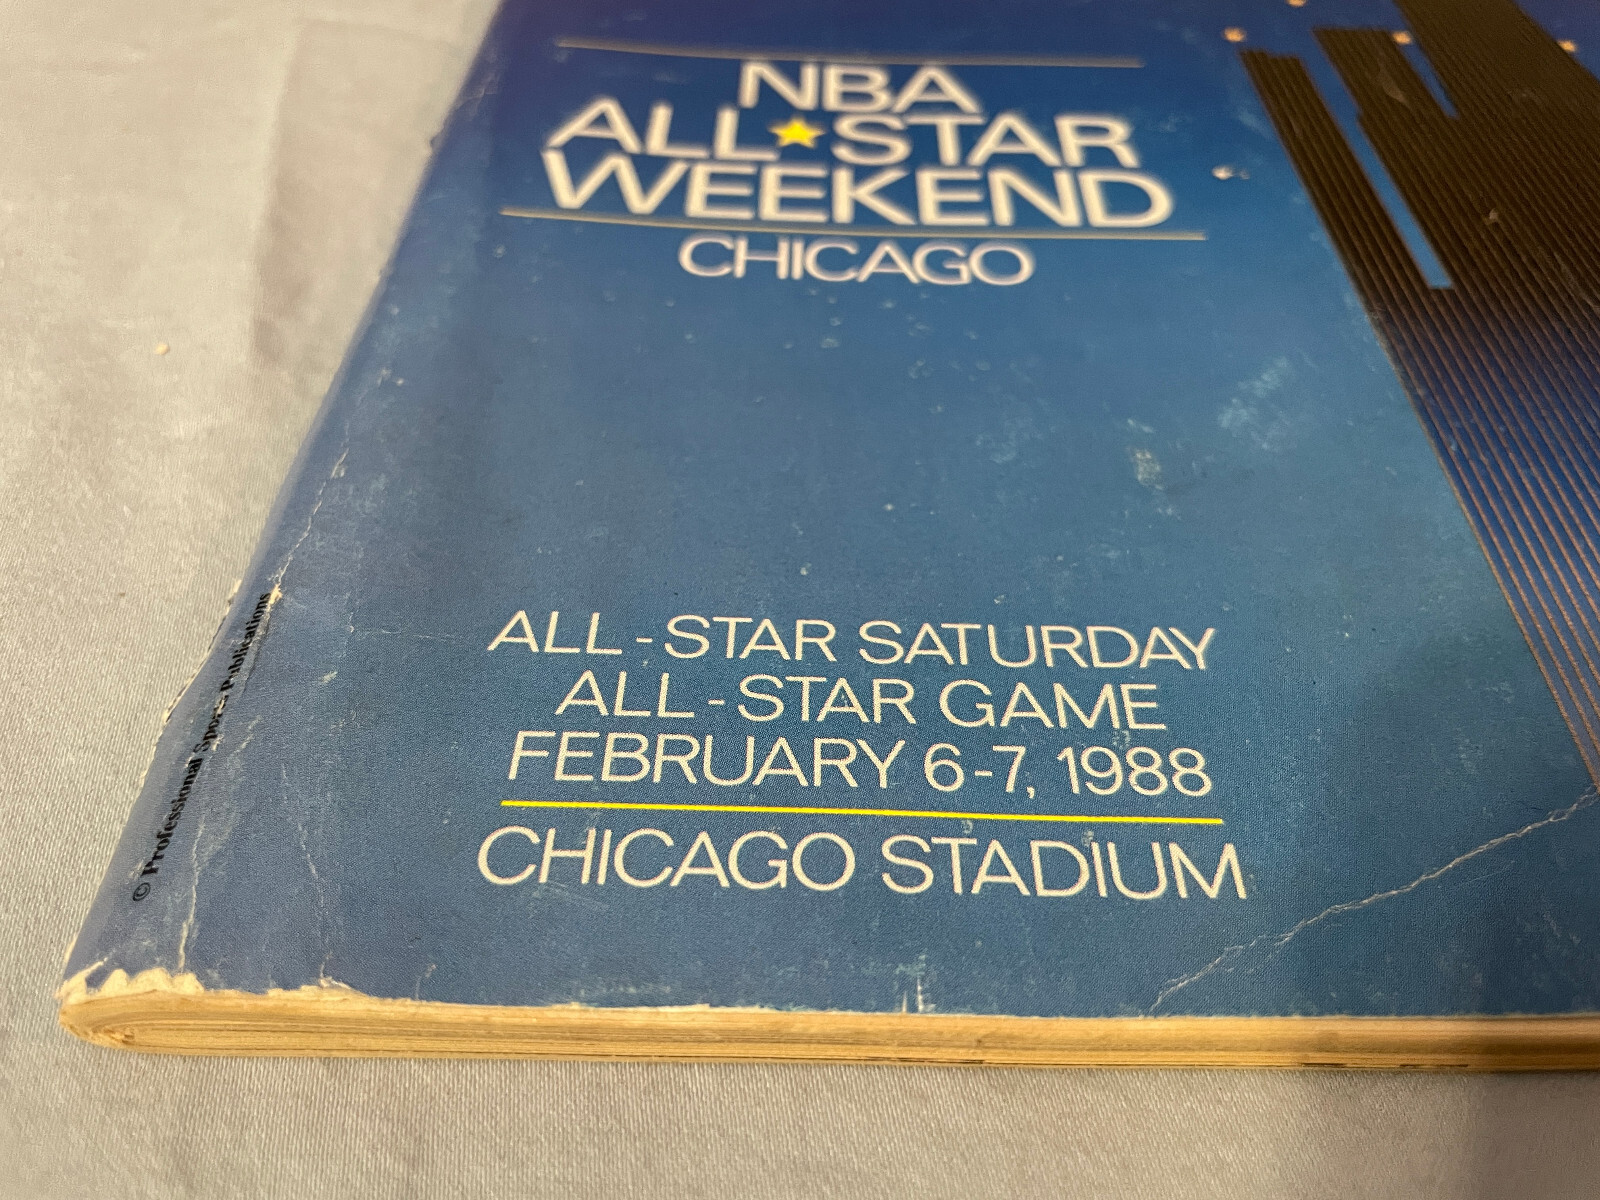 NBA
ALL★STAR
WEEKEND
CHICAGO
ALL-STAR SATURDAY
ALL-STAR GAME
FEBRUARY 6-7, 1988
CHICAGO STADIUM
© Professional Sports Publications